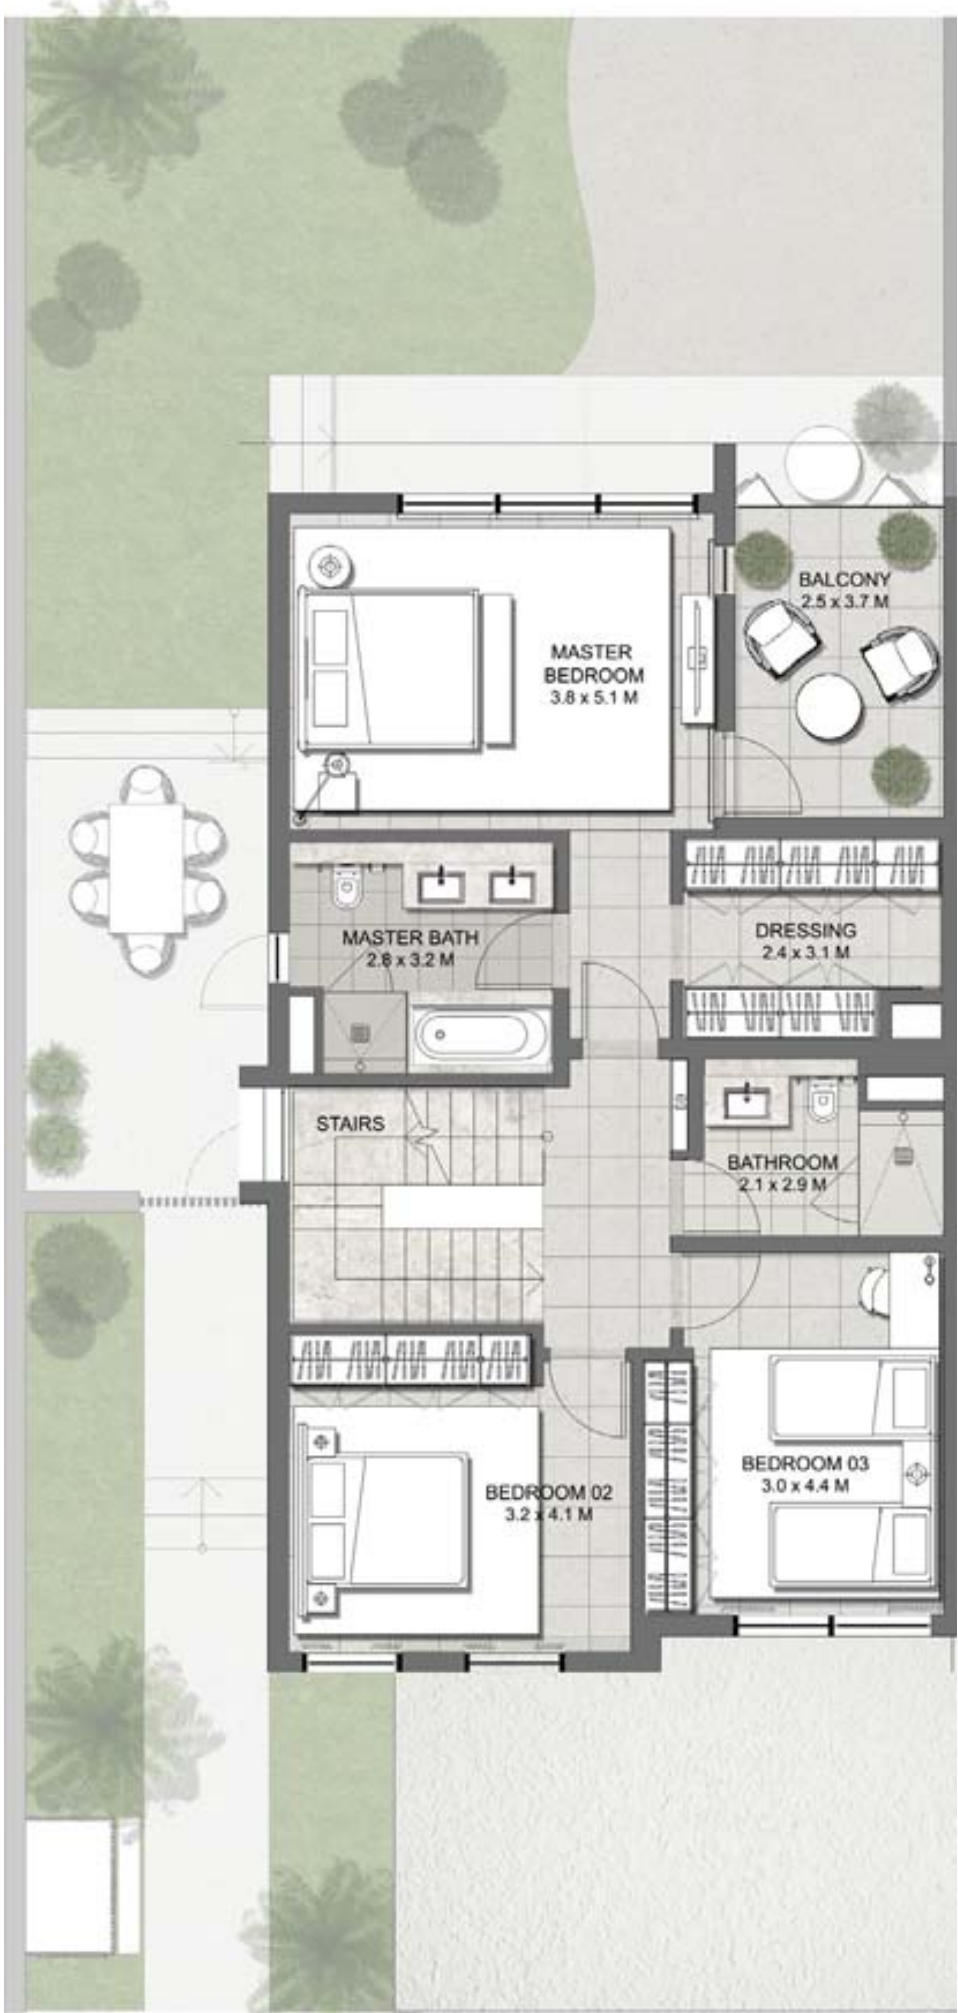 BALCONY
2.5 x 3.7 M
MASTER
BEDROOM
3.8 x 5.1 M
MASTER BATH
2.8 x 3.2 M
DRESSING
2.4 x 3.1 M
STAIRS
BATHROOM
2.1 x 2.9 M
BEDROOM 02
3.2 x 4.1 M
BEDROOM 03
3.0 x 4.4 M